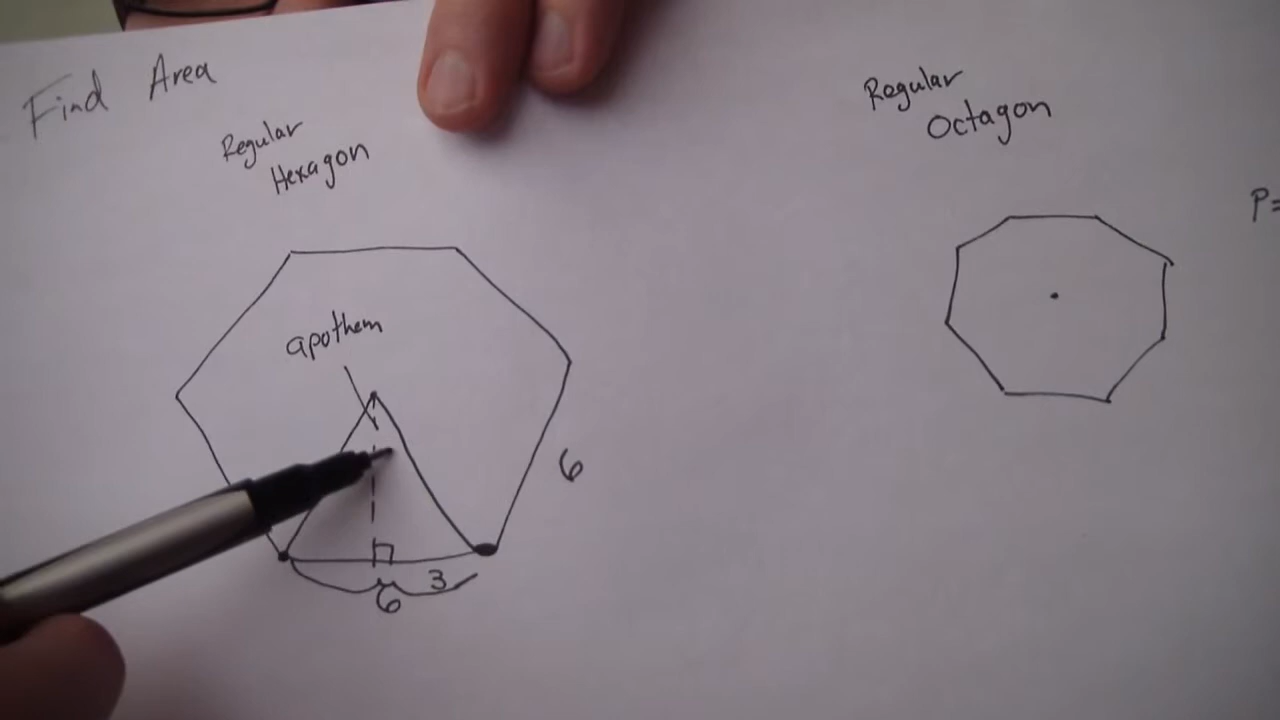 Find Area
Regular
Hexagon
apothem
6
3
6
Regular
Octagon
P=